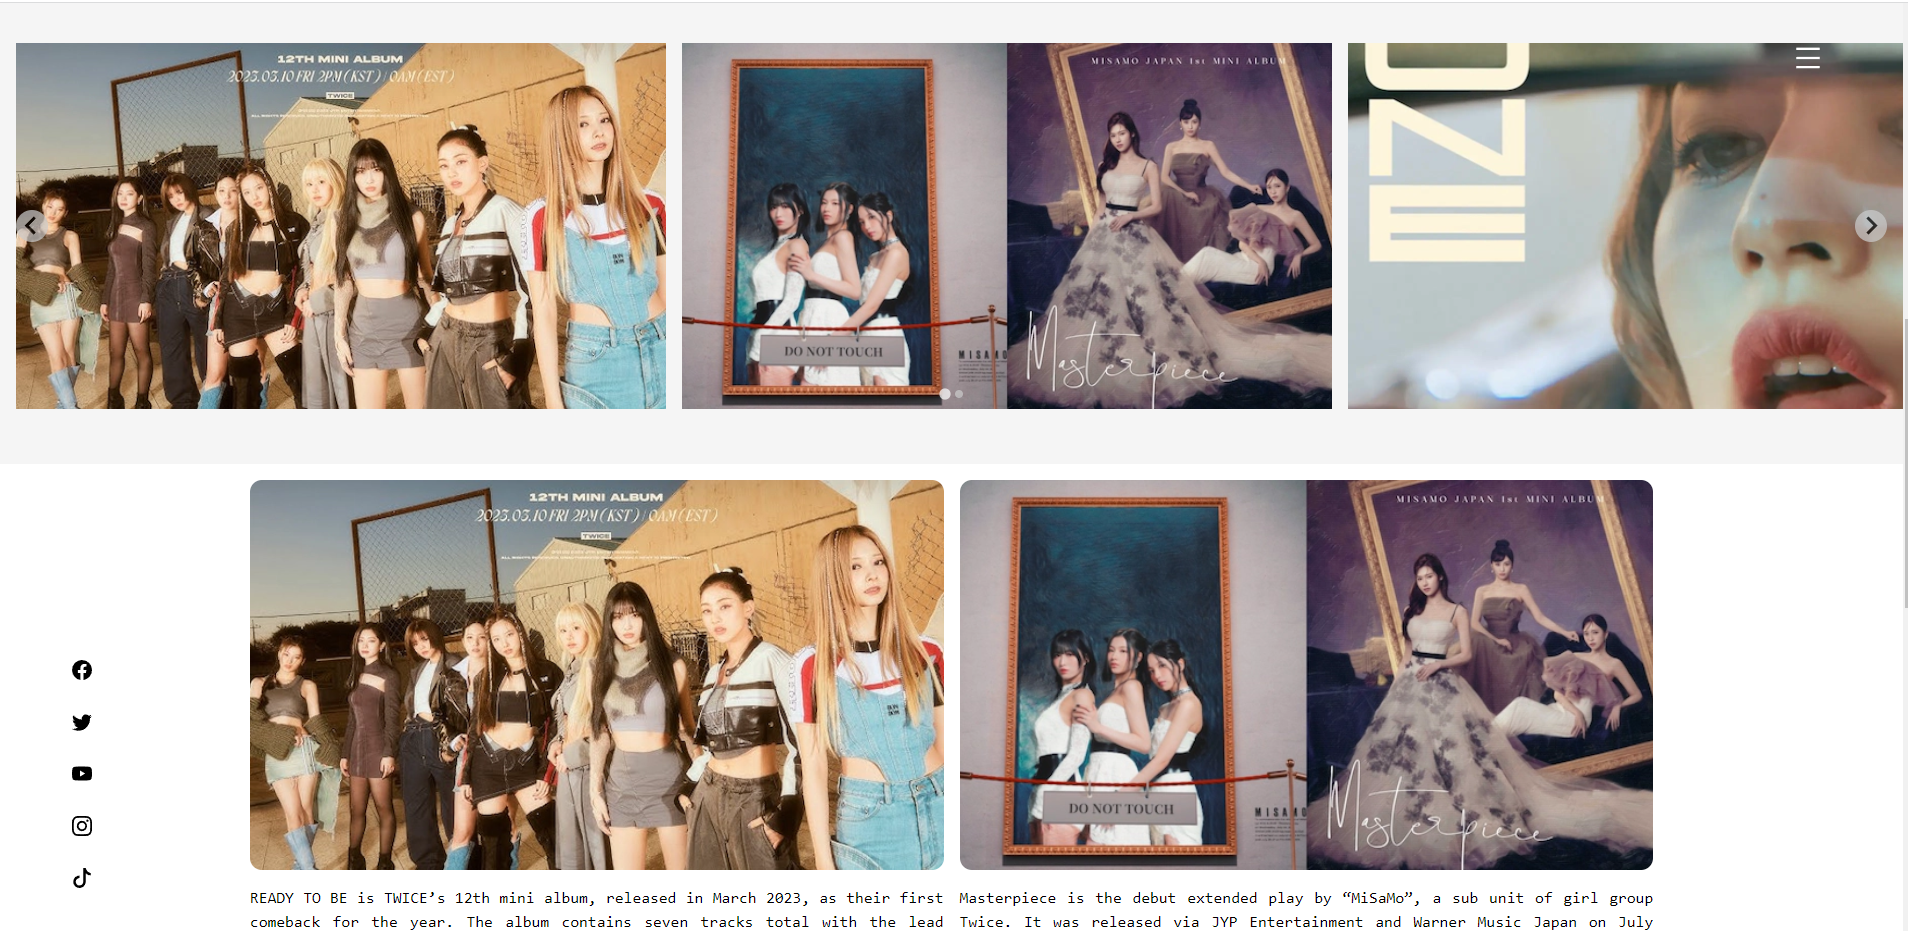 12TH MINI ALBUM
2023.03.10 FRI 2PM (KST) / 0AM (EST)
TWICE
DO NOT TOUCH
MISAMO
MISAMO JAPAN 1st MINI ALBUM
Masterpiece
ZONE
12TH MINI ALBUM
2023.03.10 FRI 2PM (KST) / 0AM (EST)
TWICE
DO NOT TOUCH
MISAMO
MISAMO JAPAN 1st MINI ALBUM
Masterpiece
READY TO BE is TWICE’s 12th mini album, released in March 2023, as their first
comeback for the year. The album contains seven tracks total with the lead
Masterpiece is the debut extended play by “MiSaMo”, a sub unit of girl group
Twice. It was released via JYP Entertainment and Warner Music Japan on July